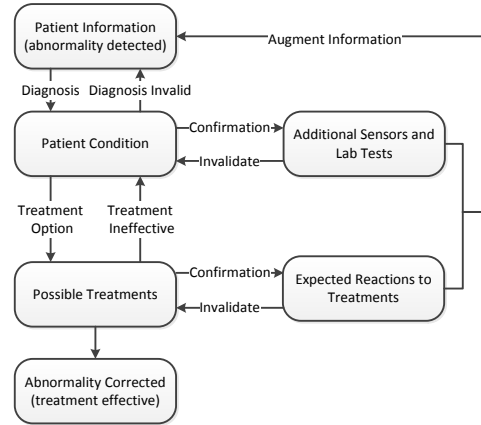 Patient Information
(abnormality detected)
Augment Information
Diagnosis
Diagnosis Invalid
Patient Condition
Confirmation
Invalidate
Additional Sensors and
Lab Tests
Treatment
Option
Treatment
Ineffective
Possible Treatments
Confirmation
Invalidate
Expected Reactions to
Treatments
Abnormality Corrected
(treatment effective)